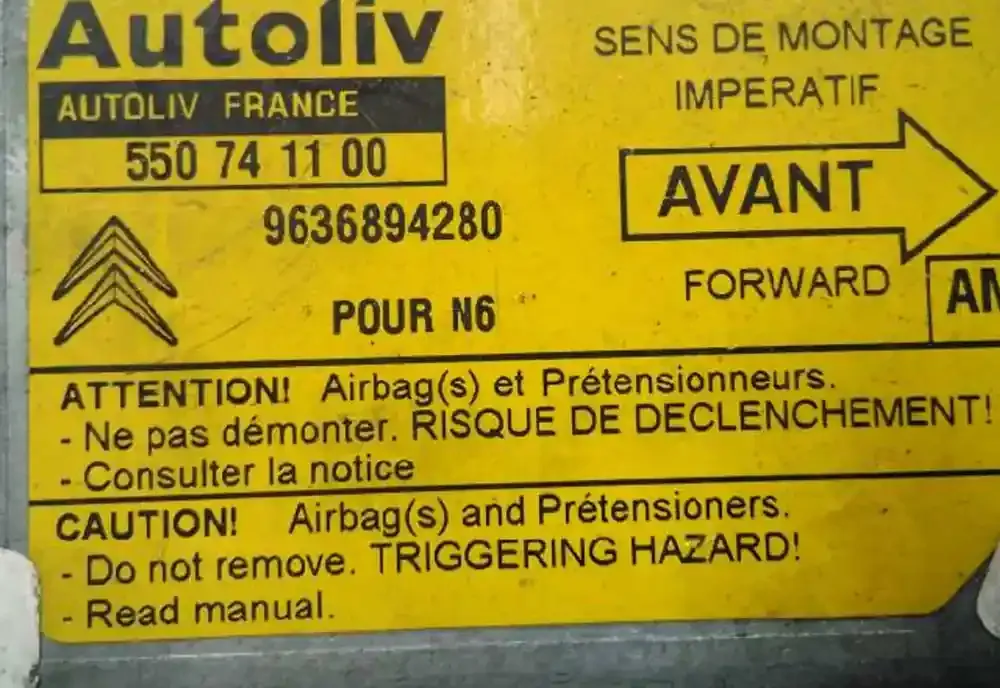 Autoliv
AUTOLIV FRANCE
550 74 11 00
9636894280
POUR N6
SENS DE MONTAGE
IMPERATIF
AVANT
FORWARD
ATTENTION! Airbag(s) et Prétensionneurs.
- Ne pas démonter. RISQUE DE DECLENCHEMENT!
- Consulter la notice
CAUTION! Airbag(s) and Prétensioners.
- Do not remove. TRIGGERING HAZARD!
- Read manual.